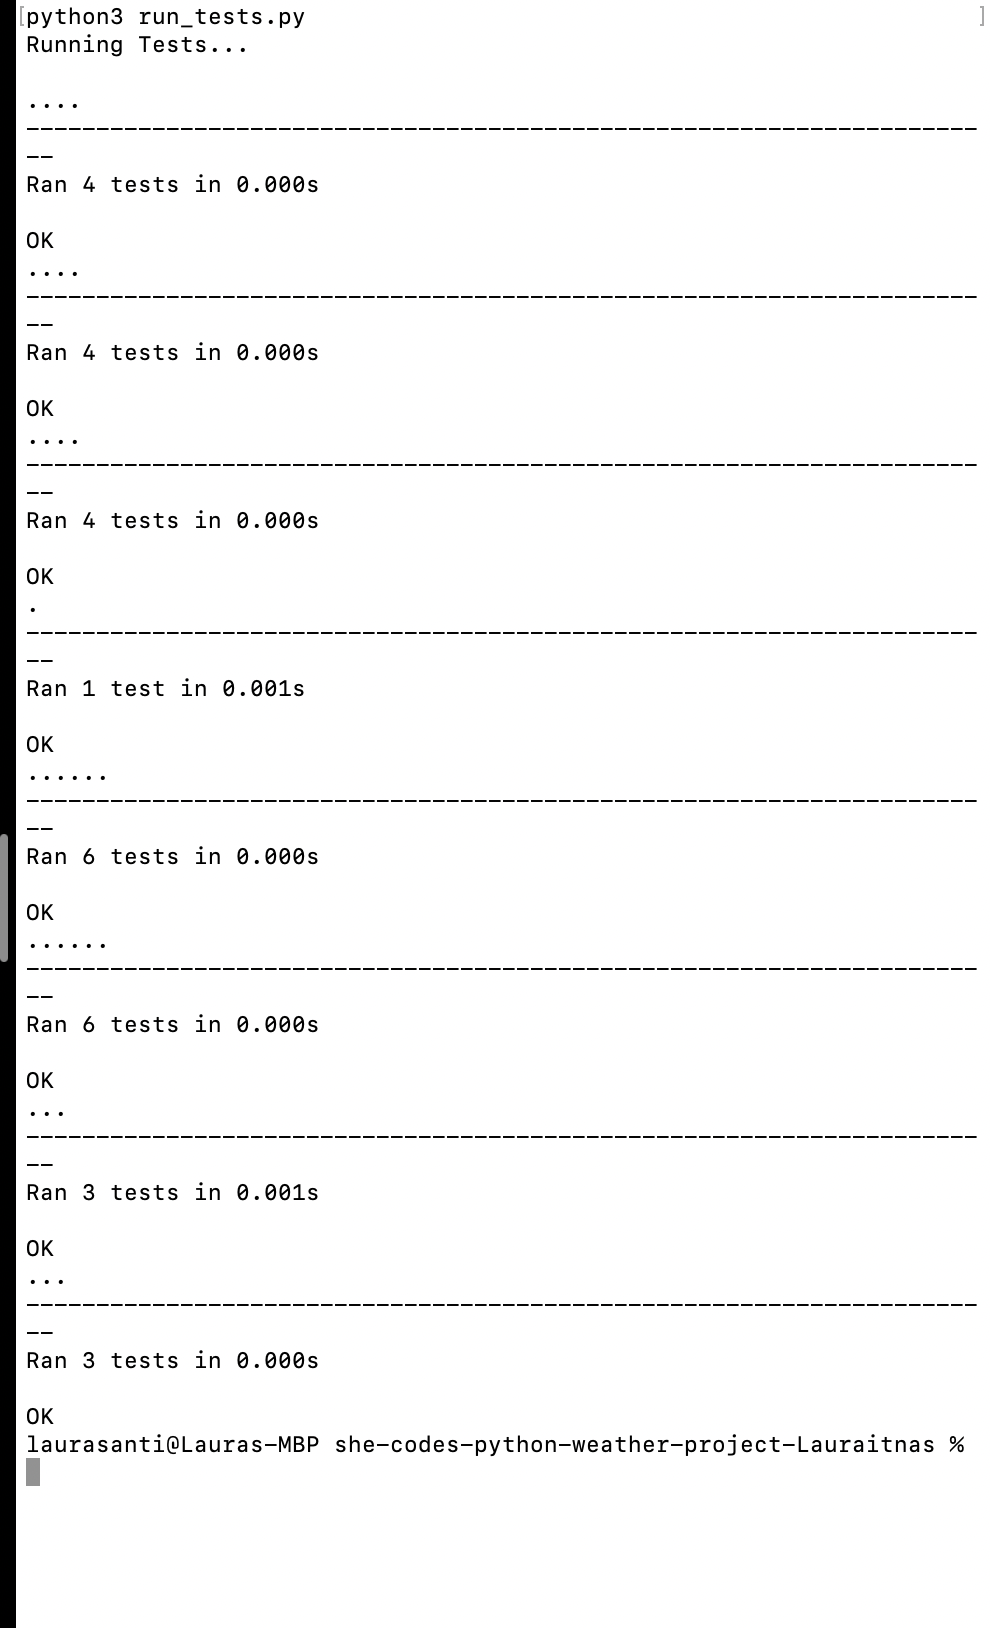 [python3 run_tests.py ]
Running Tests...
....
--------------------------------------------------------------------
--
Ran 4 tests in 0.000s
OK
....
--------------------------------------------------------------------
--
Ran 4 tests in 0.000s
OK
....
--------------------------------------------------------------------
--
Ran 4 tests in 0.000s
OK
.
--------------------------------------------------------------------
--
Ran 1 test in 0.001s
OK
......
--------------------------------------------------------------------
--
Ran 6 tests in 0.000s
OK
......
--------------------------------------------------------------------
--
Ran 6 tests in 0.000s
OK
...
--------------------------------------------------------------------
--
Ran 3 tests in 0.001s
OK
...
--------------------------------------------------------------------
--
Ran 3 tests in 0.000s
OK
laurasanti@Lauras-MBP she-codes-python-weather-project-Lauraitnas %